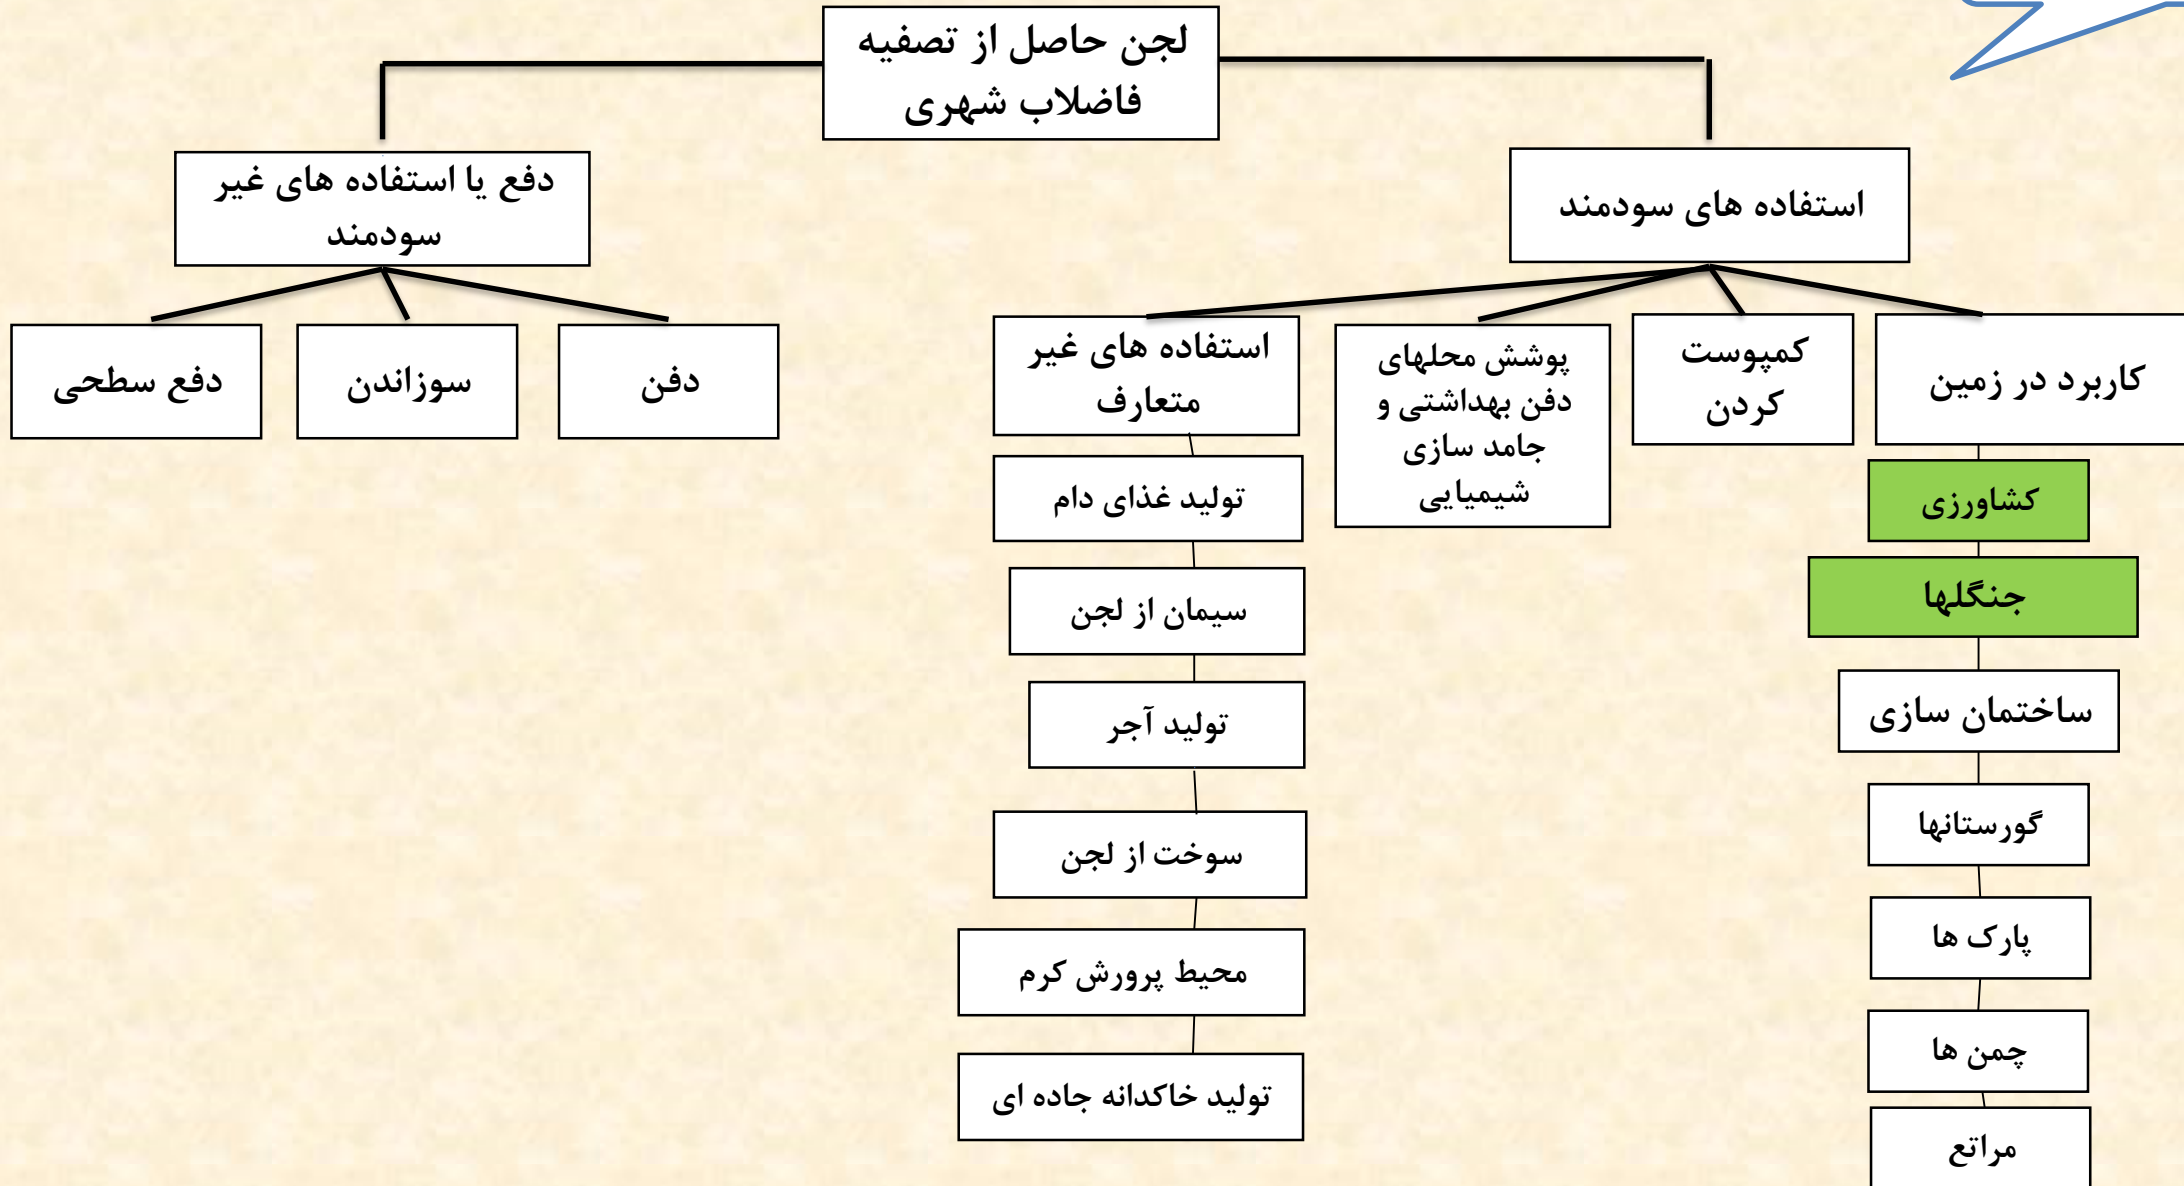 لجن حاصل از تصفیه
فاضلاب شهری
استفاده های سودمند
دفع یا استفاده های غیر
سودمند
کاربرد در زمین
کمپوست
کردن
پوشش محلهای
دفن بهداشتی و
جامد سازی
شیمیایی
استفاده های غیر
متعارف
دفن
سوزاندن
دفع سطحی
کشاورزی
جنگلها
ساختمان سازی
گورستانها
پارک ها
چمن ها
مراتع
تولید غذای دام
سیمان از لجن
تولید آجر
سوخت از لجن
محیط پرورش کرم
تولید خاکدانه جاده ای